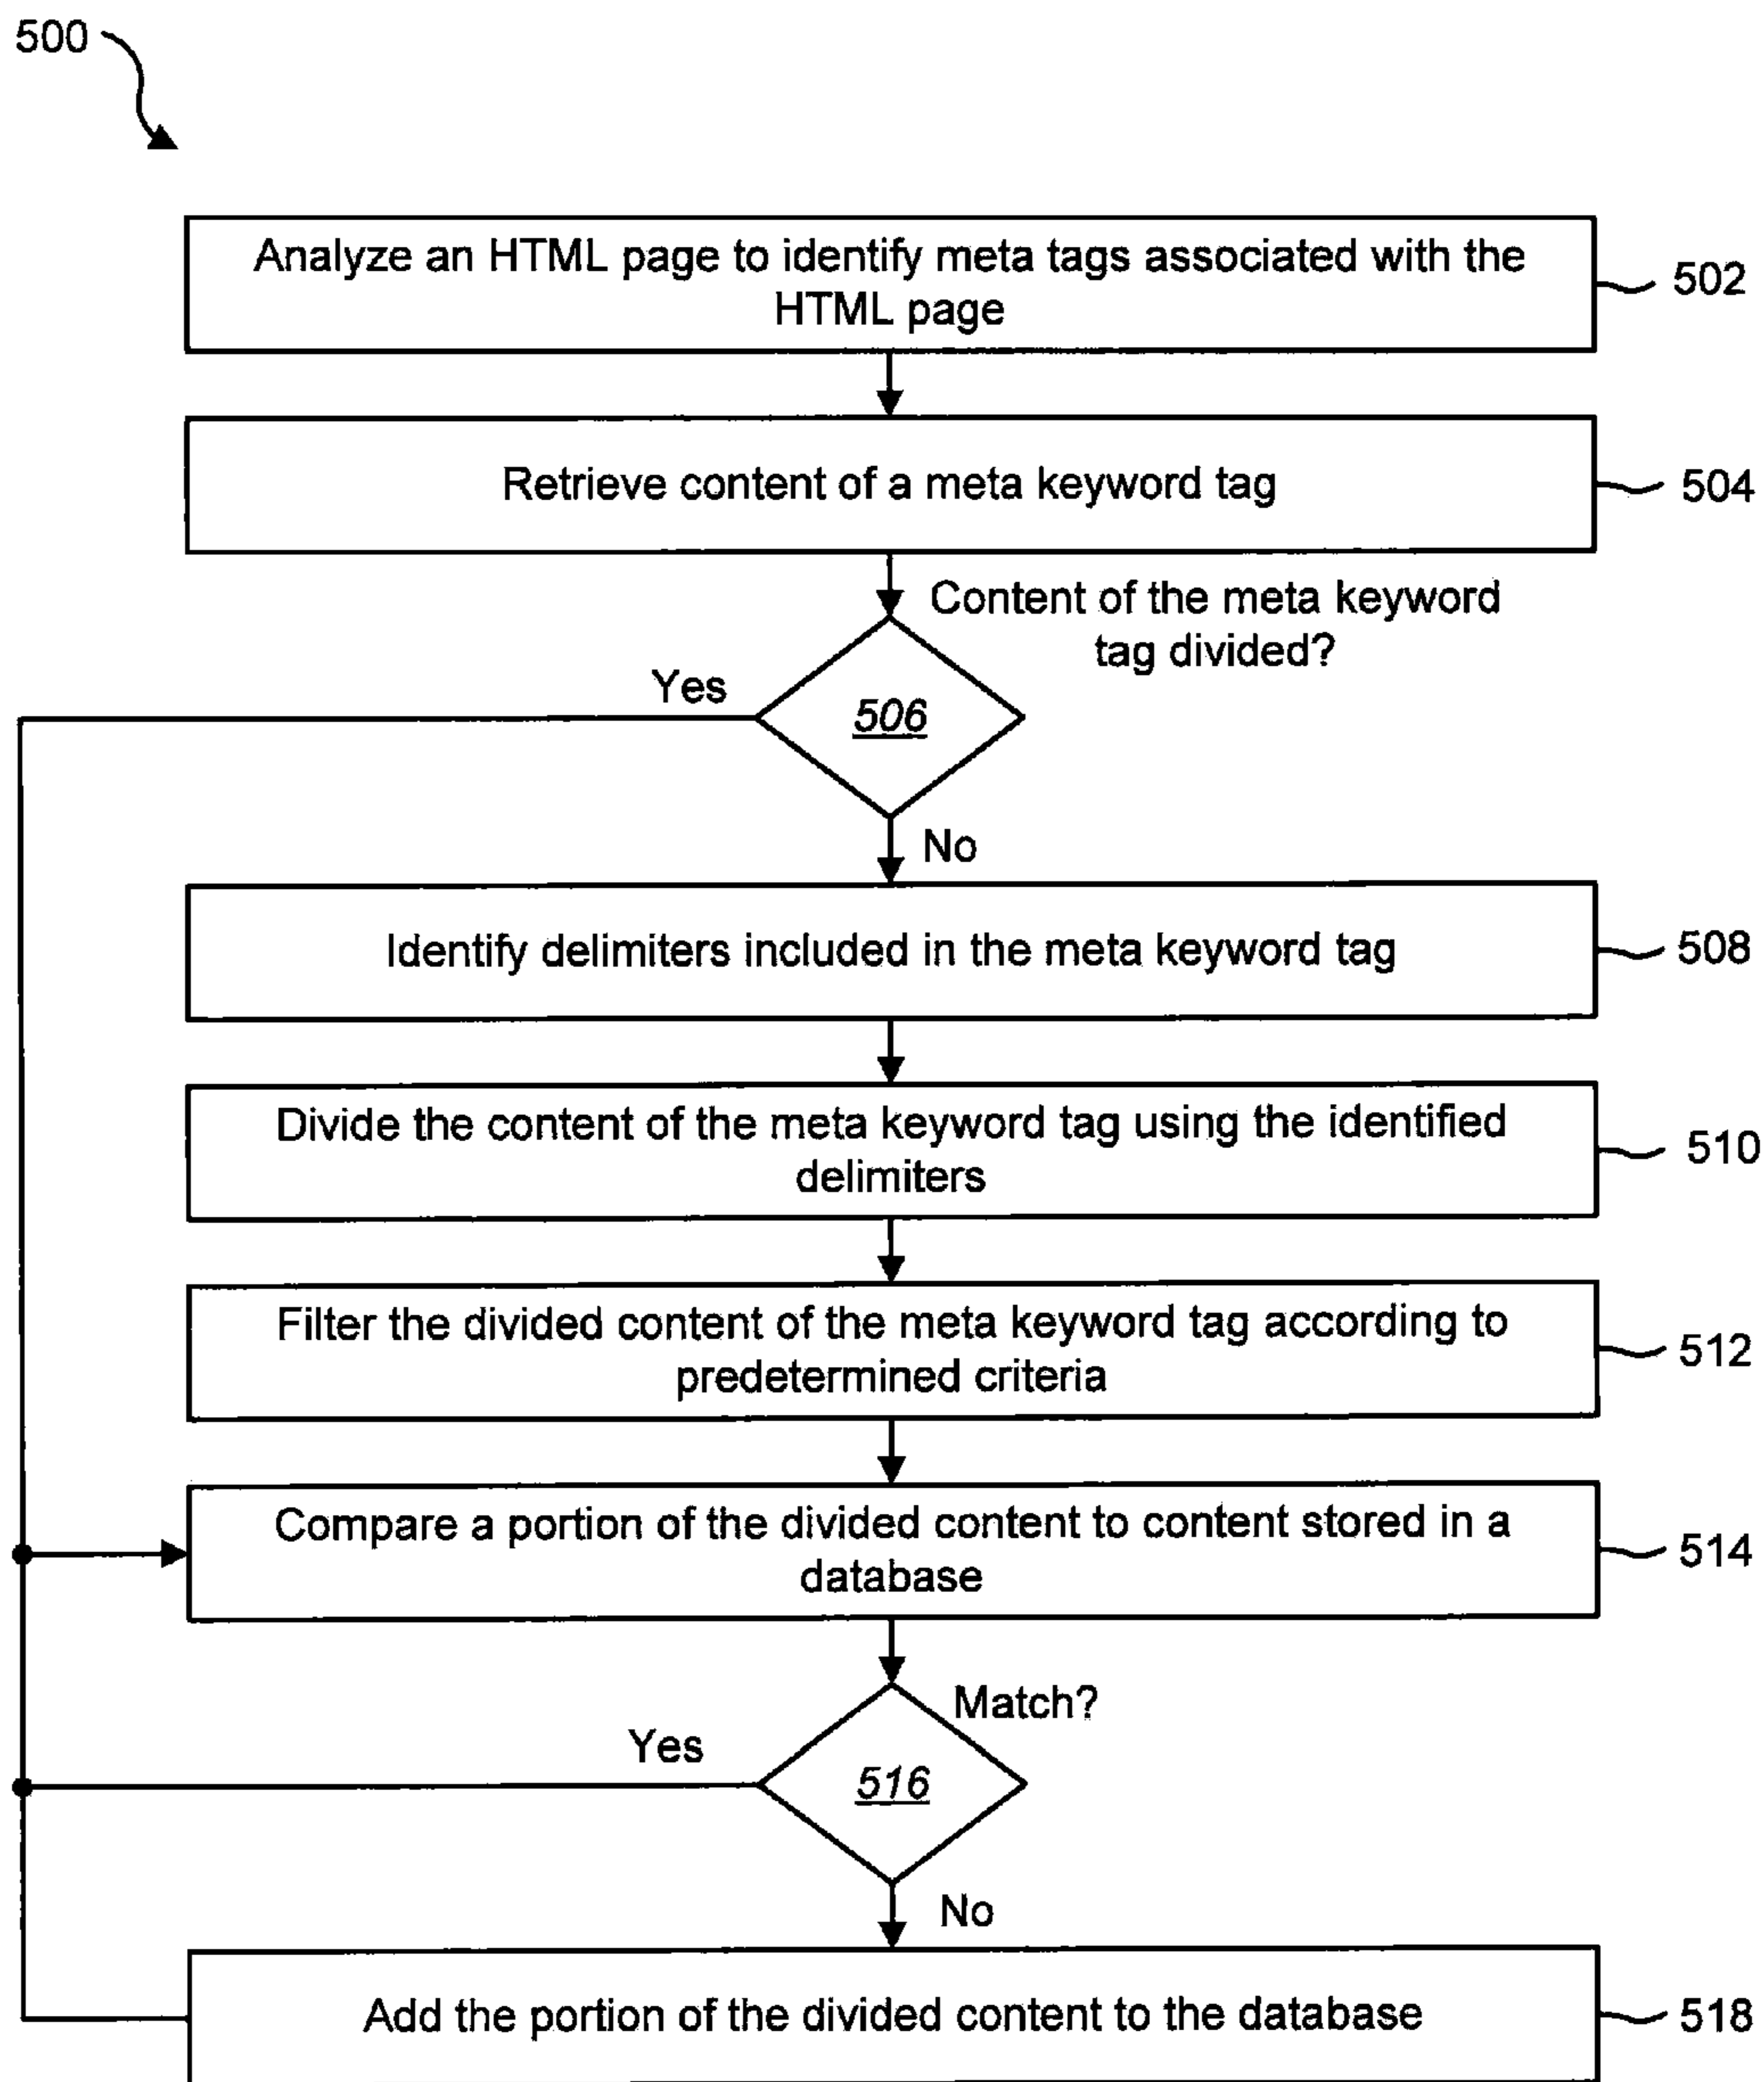 500
Analyze an HTML page to identify meta tags associated with the
HTML page
502
Retrieve content of a meta keyword tag
504
Content of the meta keyword
tag divided?
Yes
506
No
Identify delimiters included in the meta keyword tag
508
Divide the content of the meta keyword tag using the identified
delimiters
510
Filter the divided content of the meta keyword tag according to
predetermined criteria
512
Compare a portion of the divided content to content stored in a
database
514
Match?
Yes
516
No
Add the portion of the divided content to the database
518